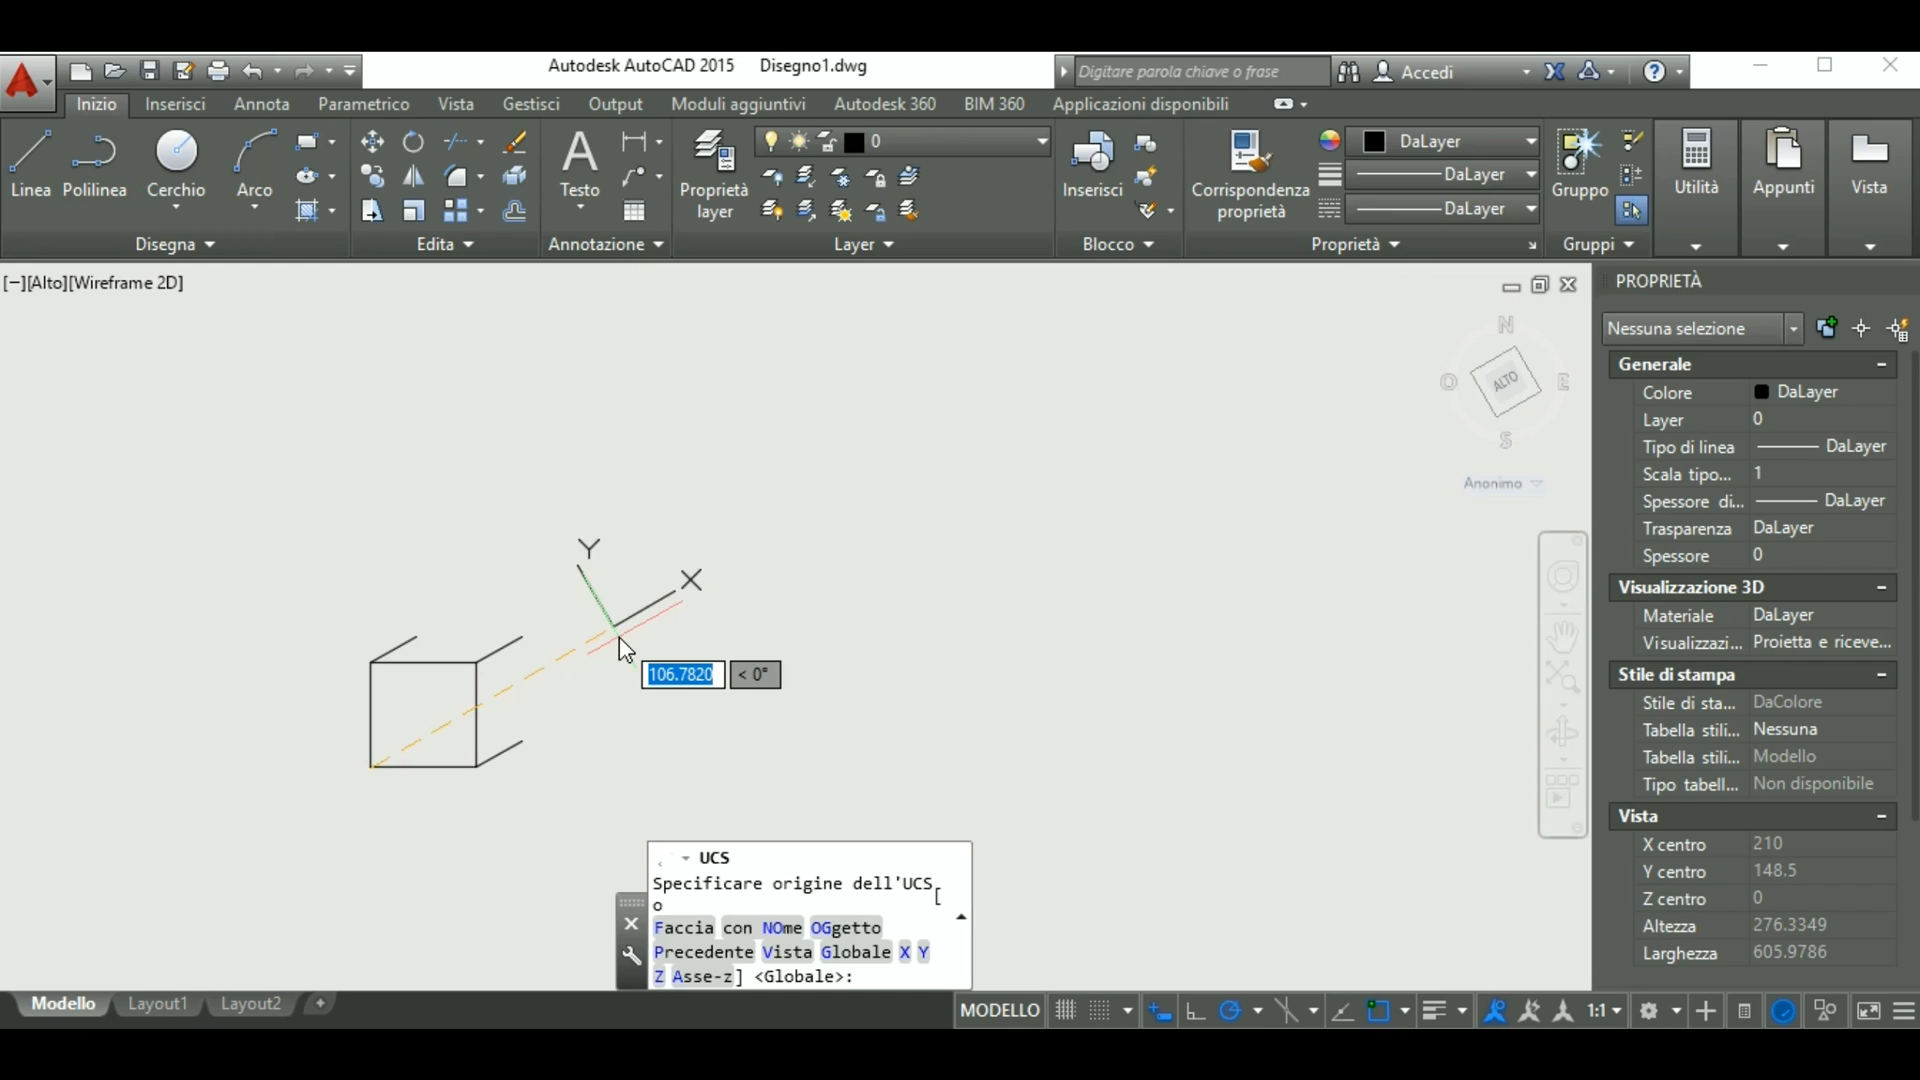 Autodesk AutoCAD 2015 Disegno1.dwg
Digitare parola chiave o frase
Accedi
Inizio Inserisci Annota Parametrico Vista Gestisci Output Moduli aggiuntivi Autodesk 360 BIM 360 Applicazioni disponibili
0
DaLayer
DaLayer
DaLayer
Linea Polilinea Cerchio Arco
Testo
Proprietà
layer
Inserisci
Corrispondenza
proprietà
Gruppo
Utilità
Appunti
Vista
Disegna Edita Annotazione Layer Blocco Proprietà Gruppi
[−][Alto][Wireframe 2D]
N
O ALTO E
S
Anonimo
Y
X
106.7820 < 0°
UCS
Specificare origine dell'UCS
o [
Faccia con NOme OGgetto
Precedente Vista Globale X Y
Z Asse-z] <Globale>:
PROPRIETÀ
Nessuna selezione
Generale
Colore DaLayer
Layer 0
Tipo di linea DaLayer
Scala tipo... 1
Spessore di... DaLayer
Trasparenza DaLayer
Spessore 0
Visualizzazione 3D
Materiale DaLayer
Visualizzazi... Proietta e riceve...
Stile di stampa
Stile di sta... DaColore
Tabella stili... Nessuna
Tabella stili... Modello
Tipo tabell... Non disponibile
Vista
X centro 210
Y centro 148.5
Z centro 0
Altezza 276.3349
Larghezza 605.9786
Modello Layout1 Layout2 +
MODELLO 1:1